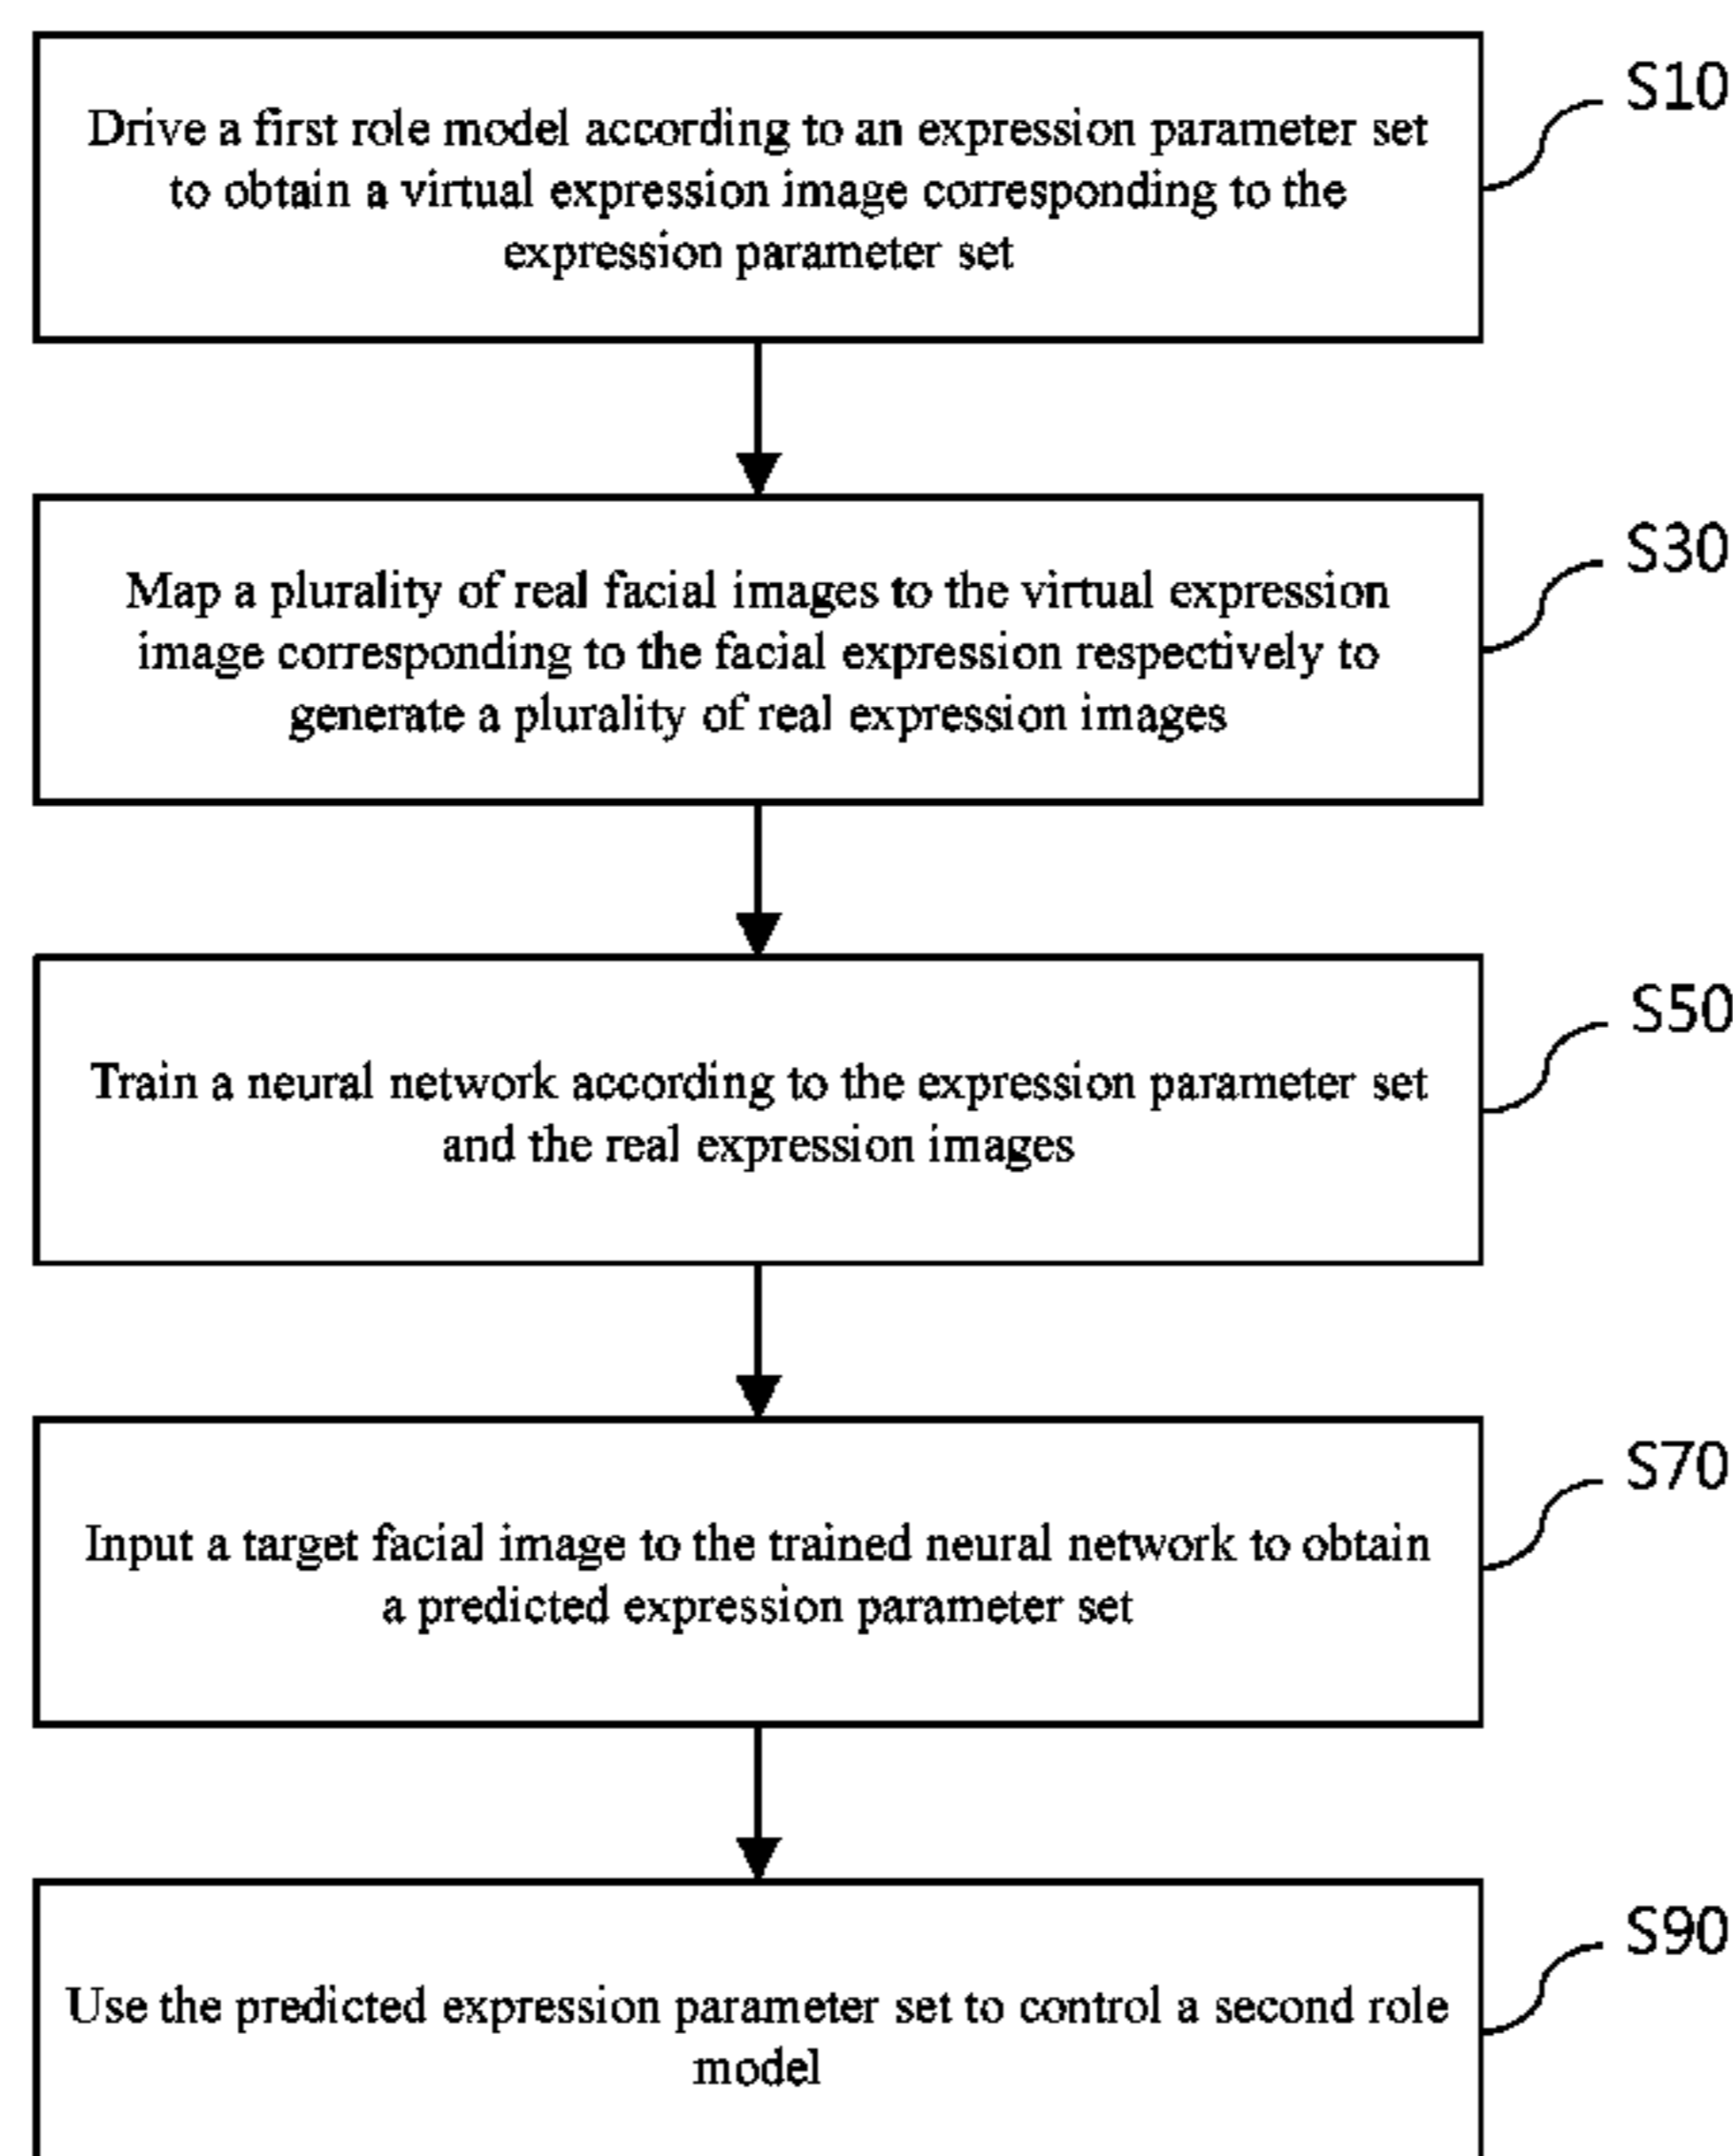 S10
Drive a first role model according to an expression parameter set
to obtain a virtual expression image corresponding to the
expression parameter set
S30
Map a plurality of real facial images to the virtual expression
image corresponding to the facial expression respectively to
generate a plurality of real expression images
S50
Train a neural network according to the expression parameter set
and the real expression images
S70
Input a target facial image to the trained neural network to obtain
a predicted expression parameter set
S90
Use the predicted expression parameter set to control a second role
model